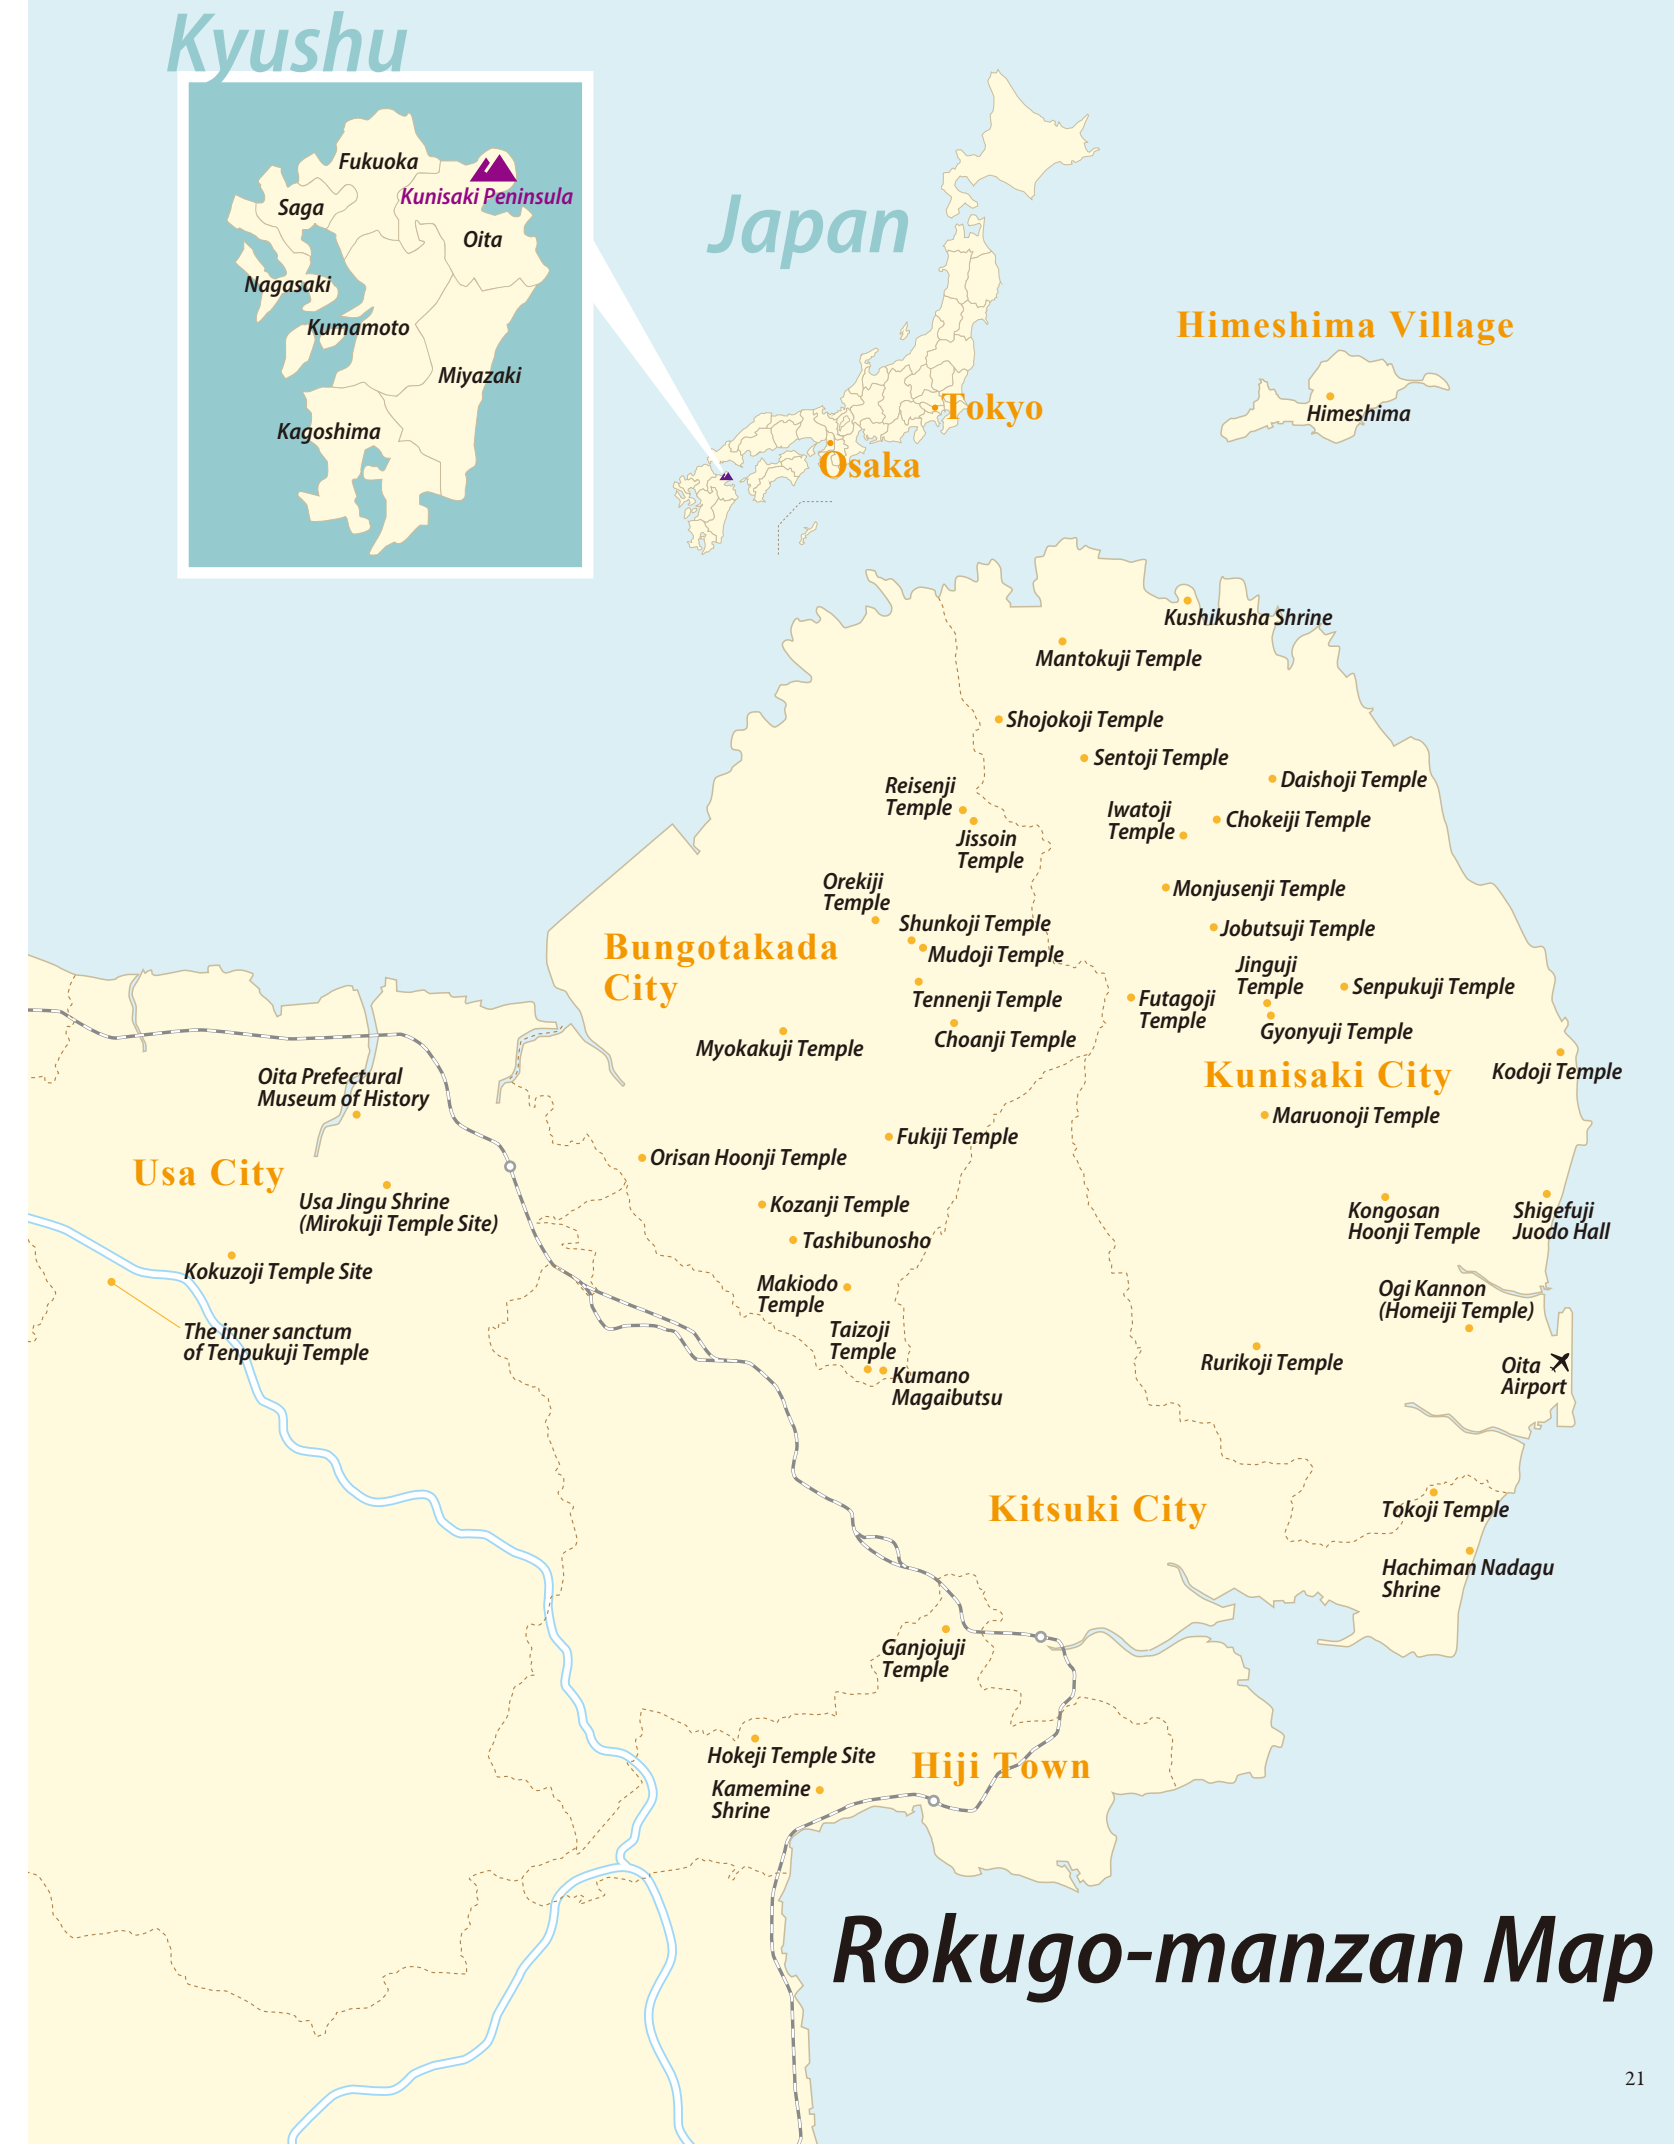 Kyushu
Fukuoka
Kunisaki Peninsula
Saga
Oita
Nagasaki
Kumamoto
Miyazaki
Kagoshima
Japan
Tokyo
Osaka
Himeshima Village
Himeshima
Kushikusha Shrine
Mantokuji Temple
Shojokoji Temple
Sentoji Temple
Daishoji Temple
Reisenji
Temple
Iwatoji
Temple
Chokeiji Temple
Jissoin
Temple
Orekiji
Temple
Monjusenji Temple
Shunkoji Temple
Jobutsuji Temple
Bungotakada
City
Mudoji Temple
Jinguji
Temple
Senpukuji Temple
Tennenji Temple
Futagoji
Temple
Gyonyuji Temple
Choanji Temple
Myokakuji Temple
Kunisaki City
Kodoji Temple
Oita Prefectural
Museum of History
Maruonoji Temple
Fukiji Temple
Orisan Hoonji Temple
Usa City
Usa Jingu Shrine
(Mirokuji Temple Site)
Kozanji Temple
Kongosan
Hoonji Temple
Shigefuji
Juodo Hall
Tashibunosho
Kokuzoji Temple Site
Makiodo
Temple
Ogi Kannon
(Homeiji Temple)
The inner sanctum
of Tenpukuji Temple
Taizoji
Temple
Rurikoji Temple
Oita
Airport
Kumano
Magaibutsu
Kitsuki City
Tokoji Temple
Hachiman Nadagu
Shrine
Ganjojuji
Temple
Hokeji Temple Site
Hiji Town
Kamemine
Shrine
Rokugo-manzan Map
21